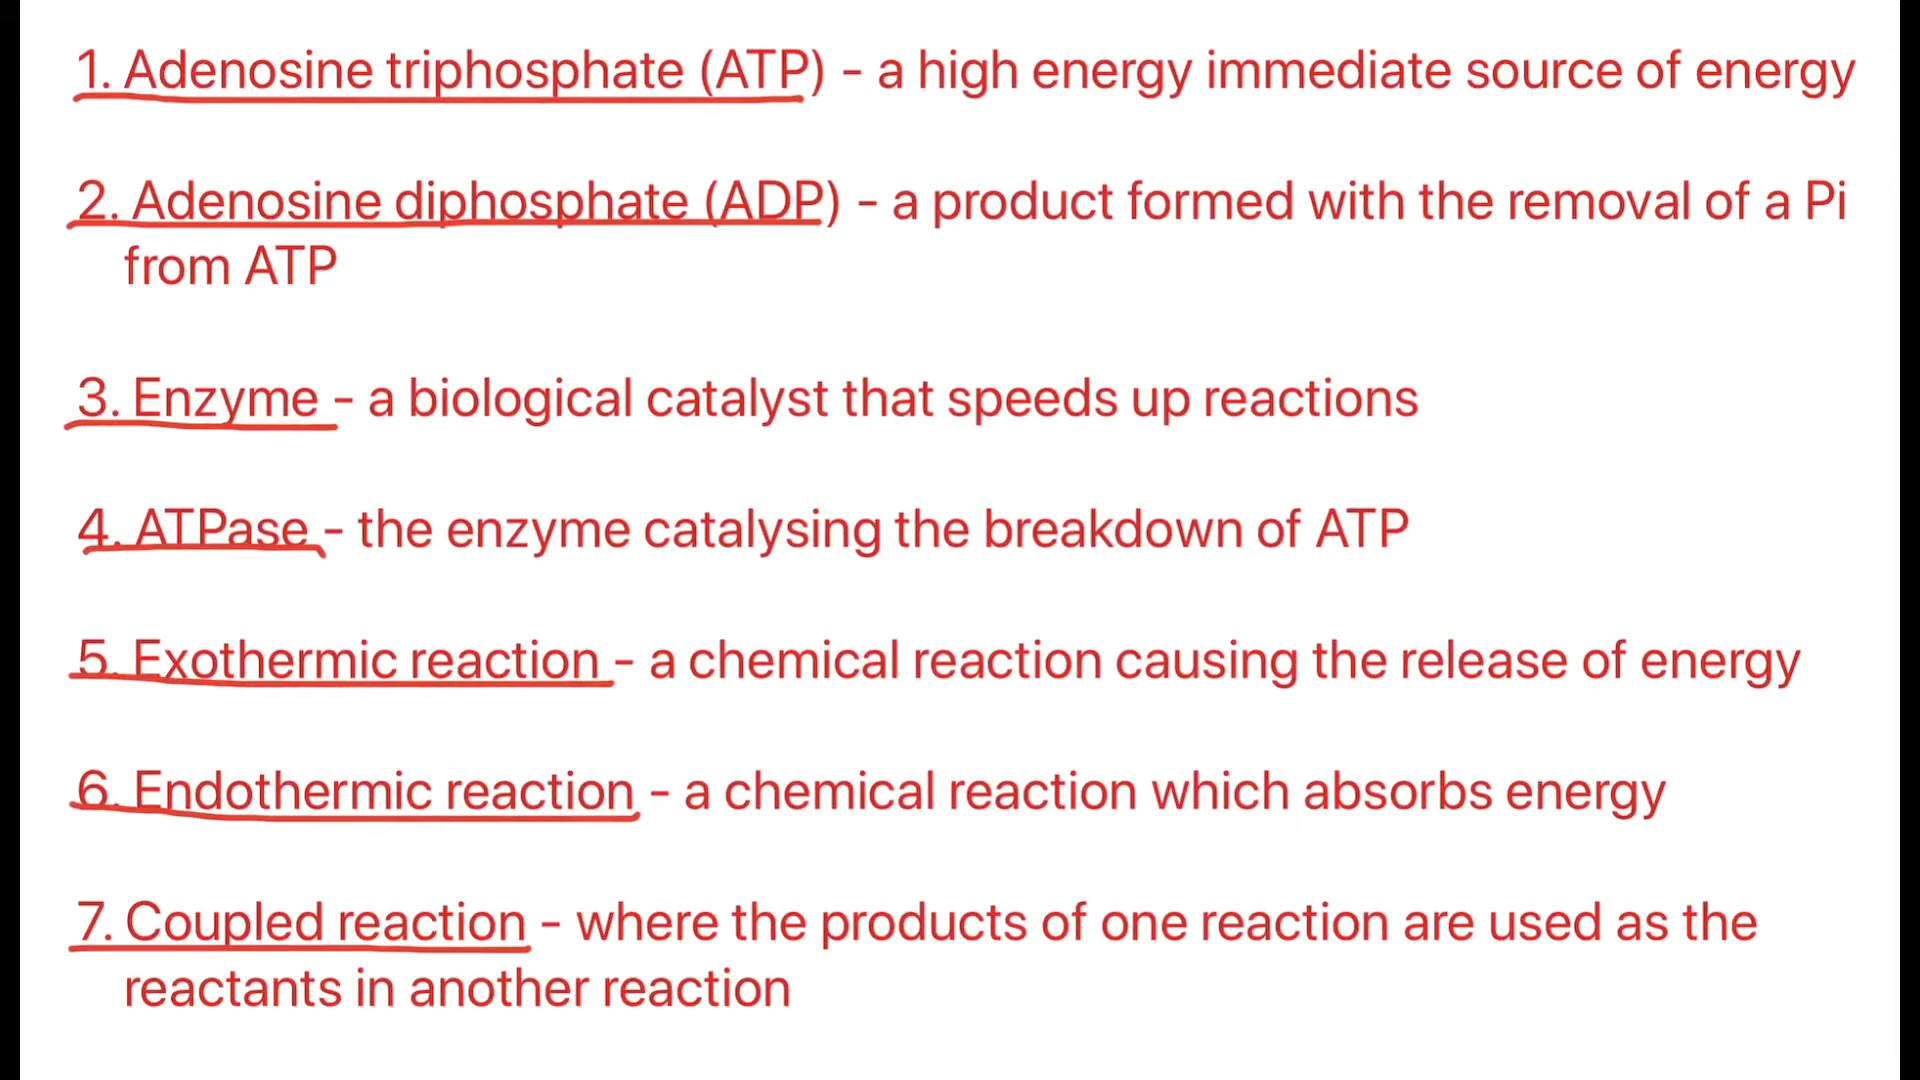 1. Adenosine triphosphate (ATP) - a high energy immediate source of energy
2. Adenosine diphosphate (ADP) - a product formed with the removal of a Pi
from ATP
3. Enzyme - a biological catalyst that speeds up reactions
4. ATPase - the enzyme catalysing the breakdown of ATP
5. Exothermic reaction - a chemical reaction causing the release of energy
6. Endothermic reaction - a chemical reaction which absorbs energy
7. Coupled reaction - where the products of one reaction are used as the
reactants in another reaction